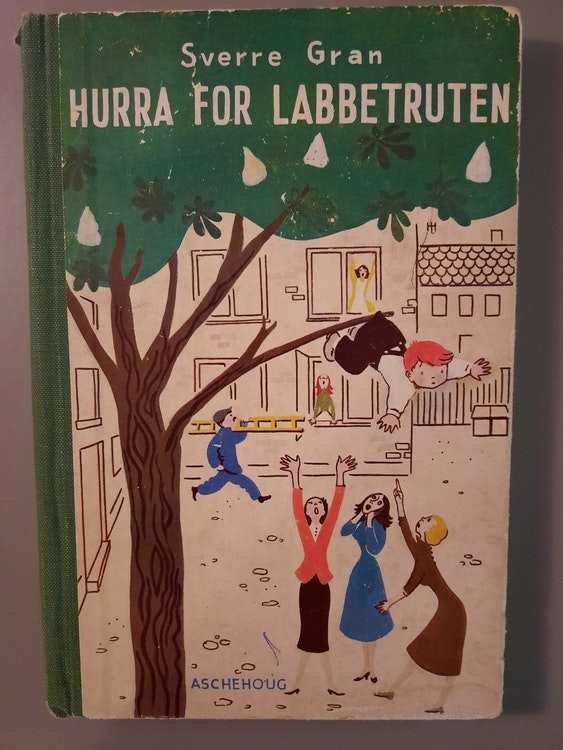 Sverre Gran
HURRA FOR LABBETRUTEN
ASCHEHOUG